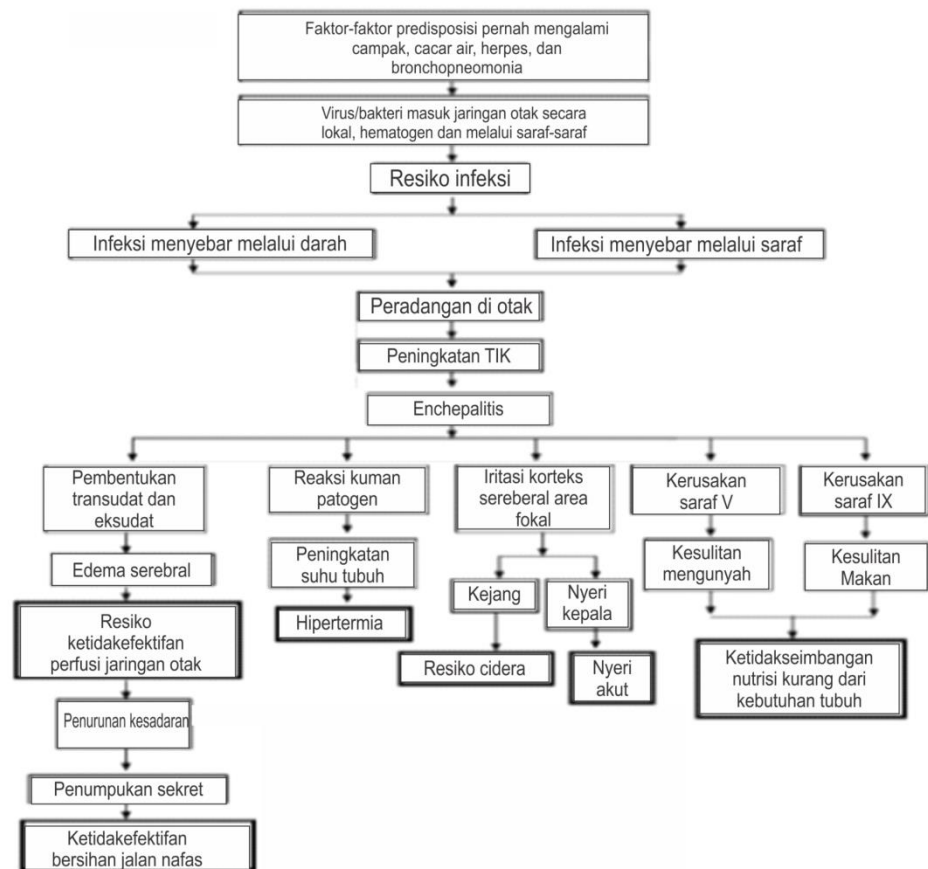 Faktor-faktor predisposisi pernah mengalami
campak, cacar air, herpes, dan
bronchopneomonia
Virus/bakteri masuk jaringan otak secara
lokal, hematogen dan melalui saraf-saraf
Resiko infeksi
Infeksi menyebar melalui darah
Infeksi menyebar melalui saraf
Peradangan di otak
Peningkatan TIK
Enchepalitis
Pembentukan
transudat dan
eksudat
Edema serebral
Resiko
ketidakefektifan
perfusi jaringan otak
Penurunan kesadaran
Penumpukan sekret
Ketidakefektifan
bersihan jalan nafas
Reaksi kuman
patogen
Peningkatan
suhu tubuh
Hipertermia
Iritasi korteks
sereberal area
fokal
Kejang
Resiko cidera
Nyeri
kepala
Nyeri
akut
Kerusakan
saraf V
Kesulitan
mengunyah
Kerusakan
saraf IX
Kesulitan
Makan
Ketidakseimbangan
nutrisi kurang dari
kebutuhan tubuh